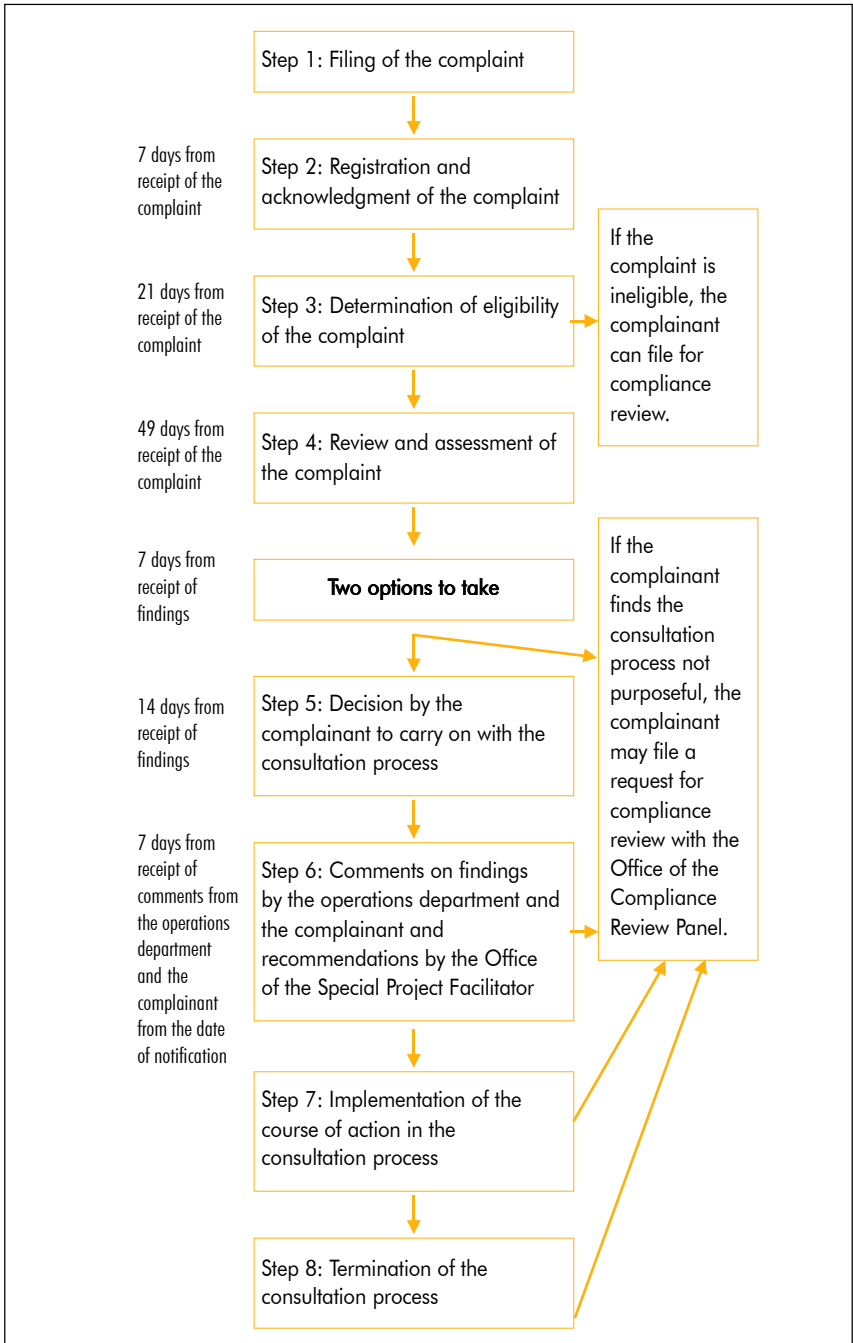 Step 1: Filing of the complaint
7 days from
receipt of the
complaint
Step 2: Registration and
acknowledgment of the complaint
21 days from
receipt of the
complaint
Step 3: Determination of eligibility
of the complaint
If the
complaint is
ineligible, the
complainant
can file for
compliance
review.
49 days from
receipt of the
complaint
Step 4: Review and assessment of
the complaint
7 days from
receipt of
findings
Two options to take
If the
complainant
finds the
consultation
process not
purposeful, the
complainant
may file a
request for
compliance
review with the
Office of the
Compliance
Review Panel.
14 days from
receipt of
findings
Step 5: Decision by the
complainant to carry on with the
consultation process
7 days from
receipt of
comments from
the operations
department
and the
complainant
from the date
of notification
Step 6: Comments on findings
by the operations department and
the complainant and
recommendations by the Office
of the Special Project Facilitator
Step 7: Implementation of the
course of action in the
consultation process
Step 8: Termination of the
consultation process